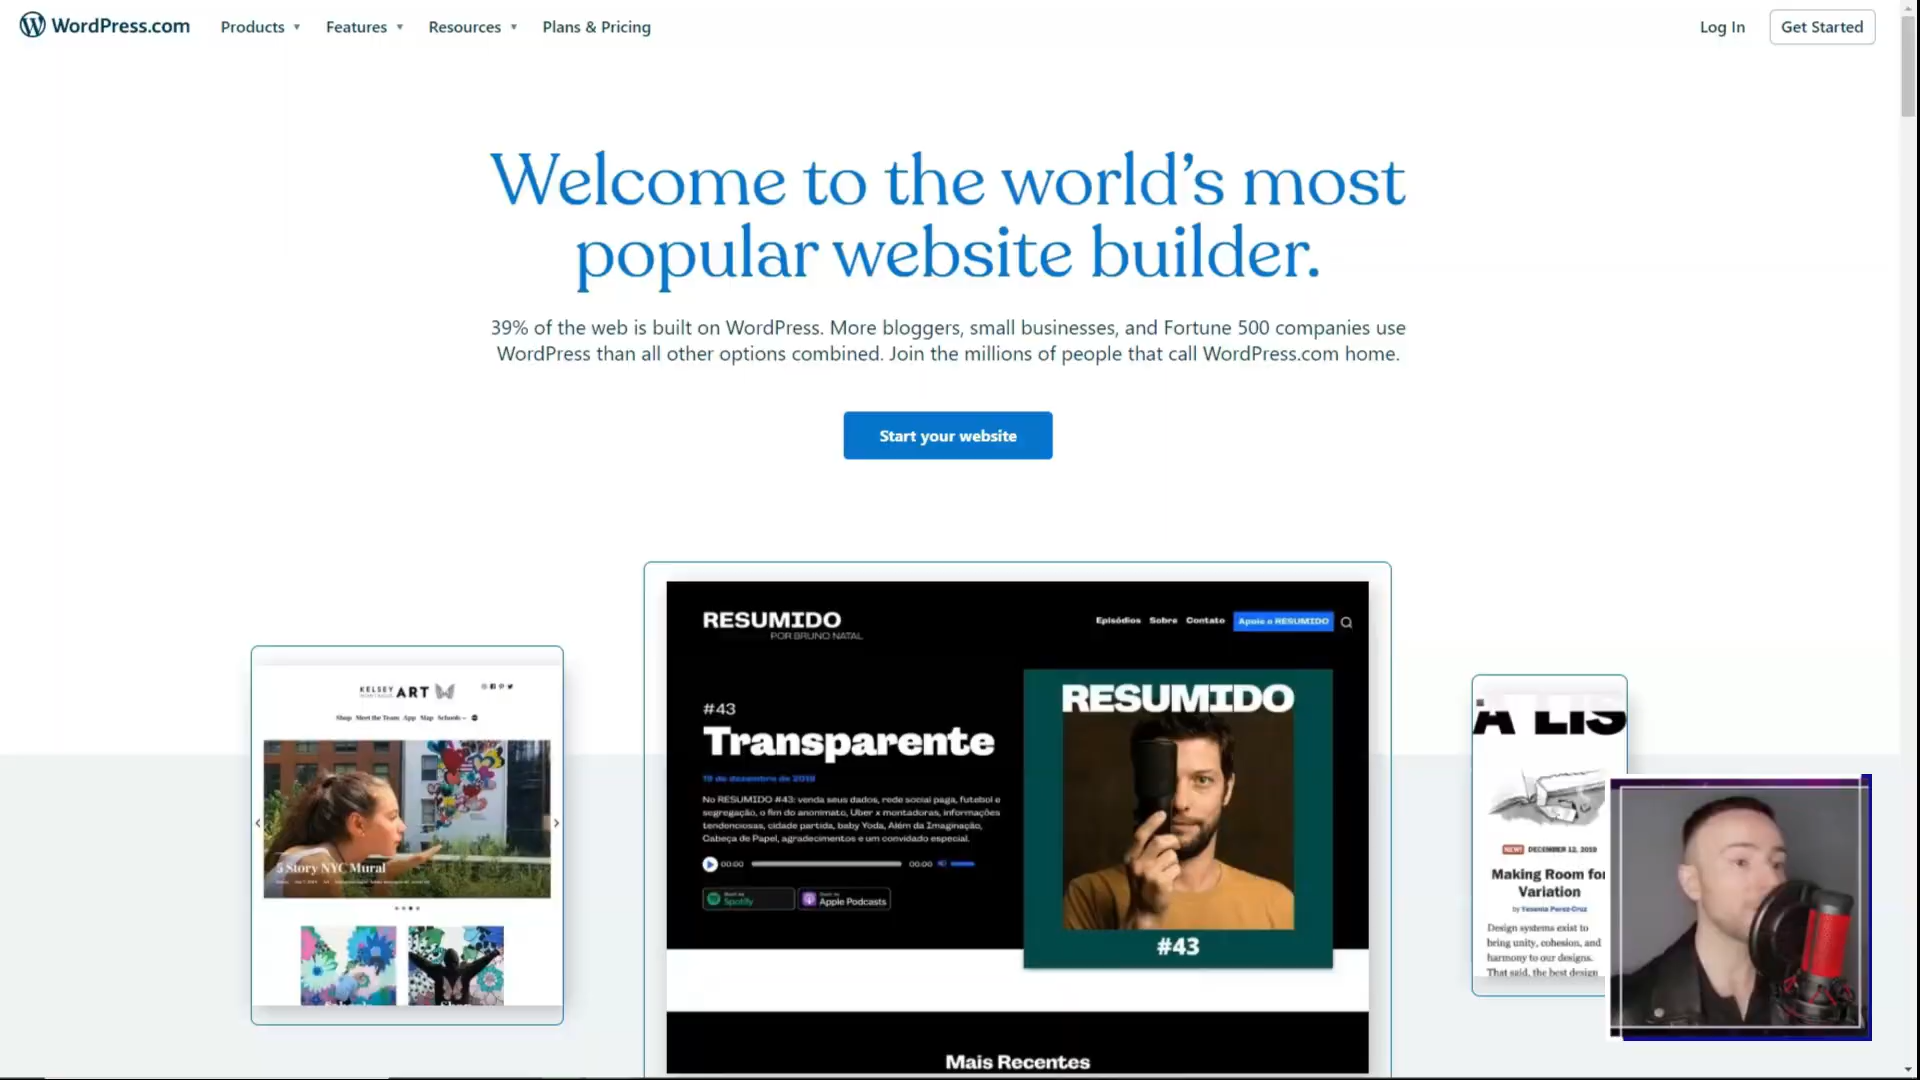 WordPress.com Products Features Resources Plans & Pricing Log In Get Started
Welcome to the world's most
popular website builder.
39% of the web is built on WordPress. More bloggers, small businesses, and Fortune 500 companies use
WordPress than all other options combined. Join the millions of people that call WordPress.com home.
Start your website
KELSEY ART
Shop Meet the Team App Map Schools
5 Story NYC Mural
RESUMIDO
POR BRUNO NATAL
Episódios Sobre Contato Apoie o RESUMIDO
#43
Transparente
19 de dezembro de 2019
No RESUMIDO #43: venda seus dados, rede social paga, futebol e
segregação, o fim do anonimato, Uber x montadoras, informações
tendenciosas, cidade partida, baby Yoda, Além da Imaginação,
Cabeça de Papel, agradecimentos e um convidado especial.
00:00 00:00
Spotify
Apple Podcasts
RESUMIDO
#43
Mais Recentes
A LIS
NEW! DECEMBER 12, 2019
Making Room for
Variation
by Yesenia Perez-Cruz
Design systems exist to
bring unity, cohesion, and
harmony to our designs.
That said, the best design